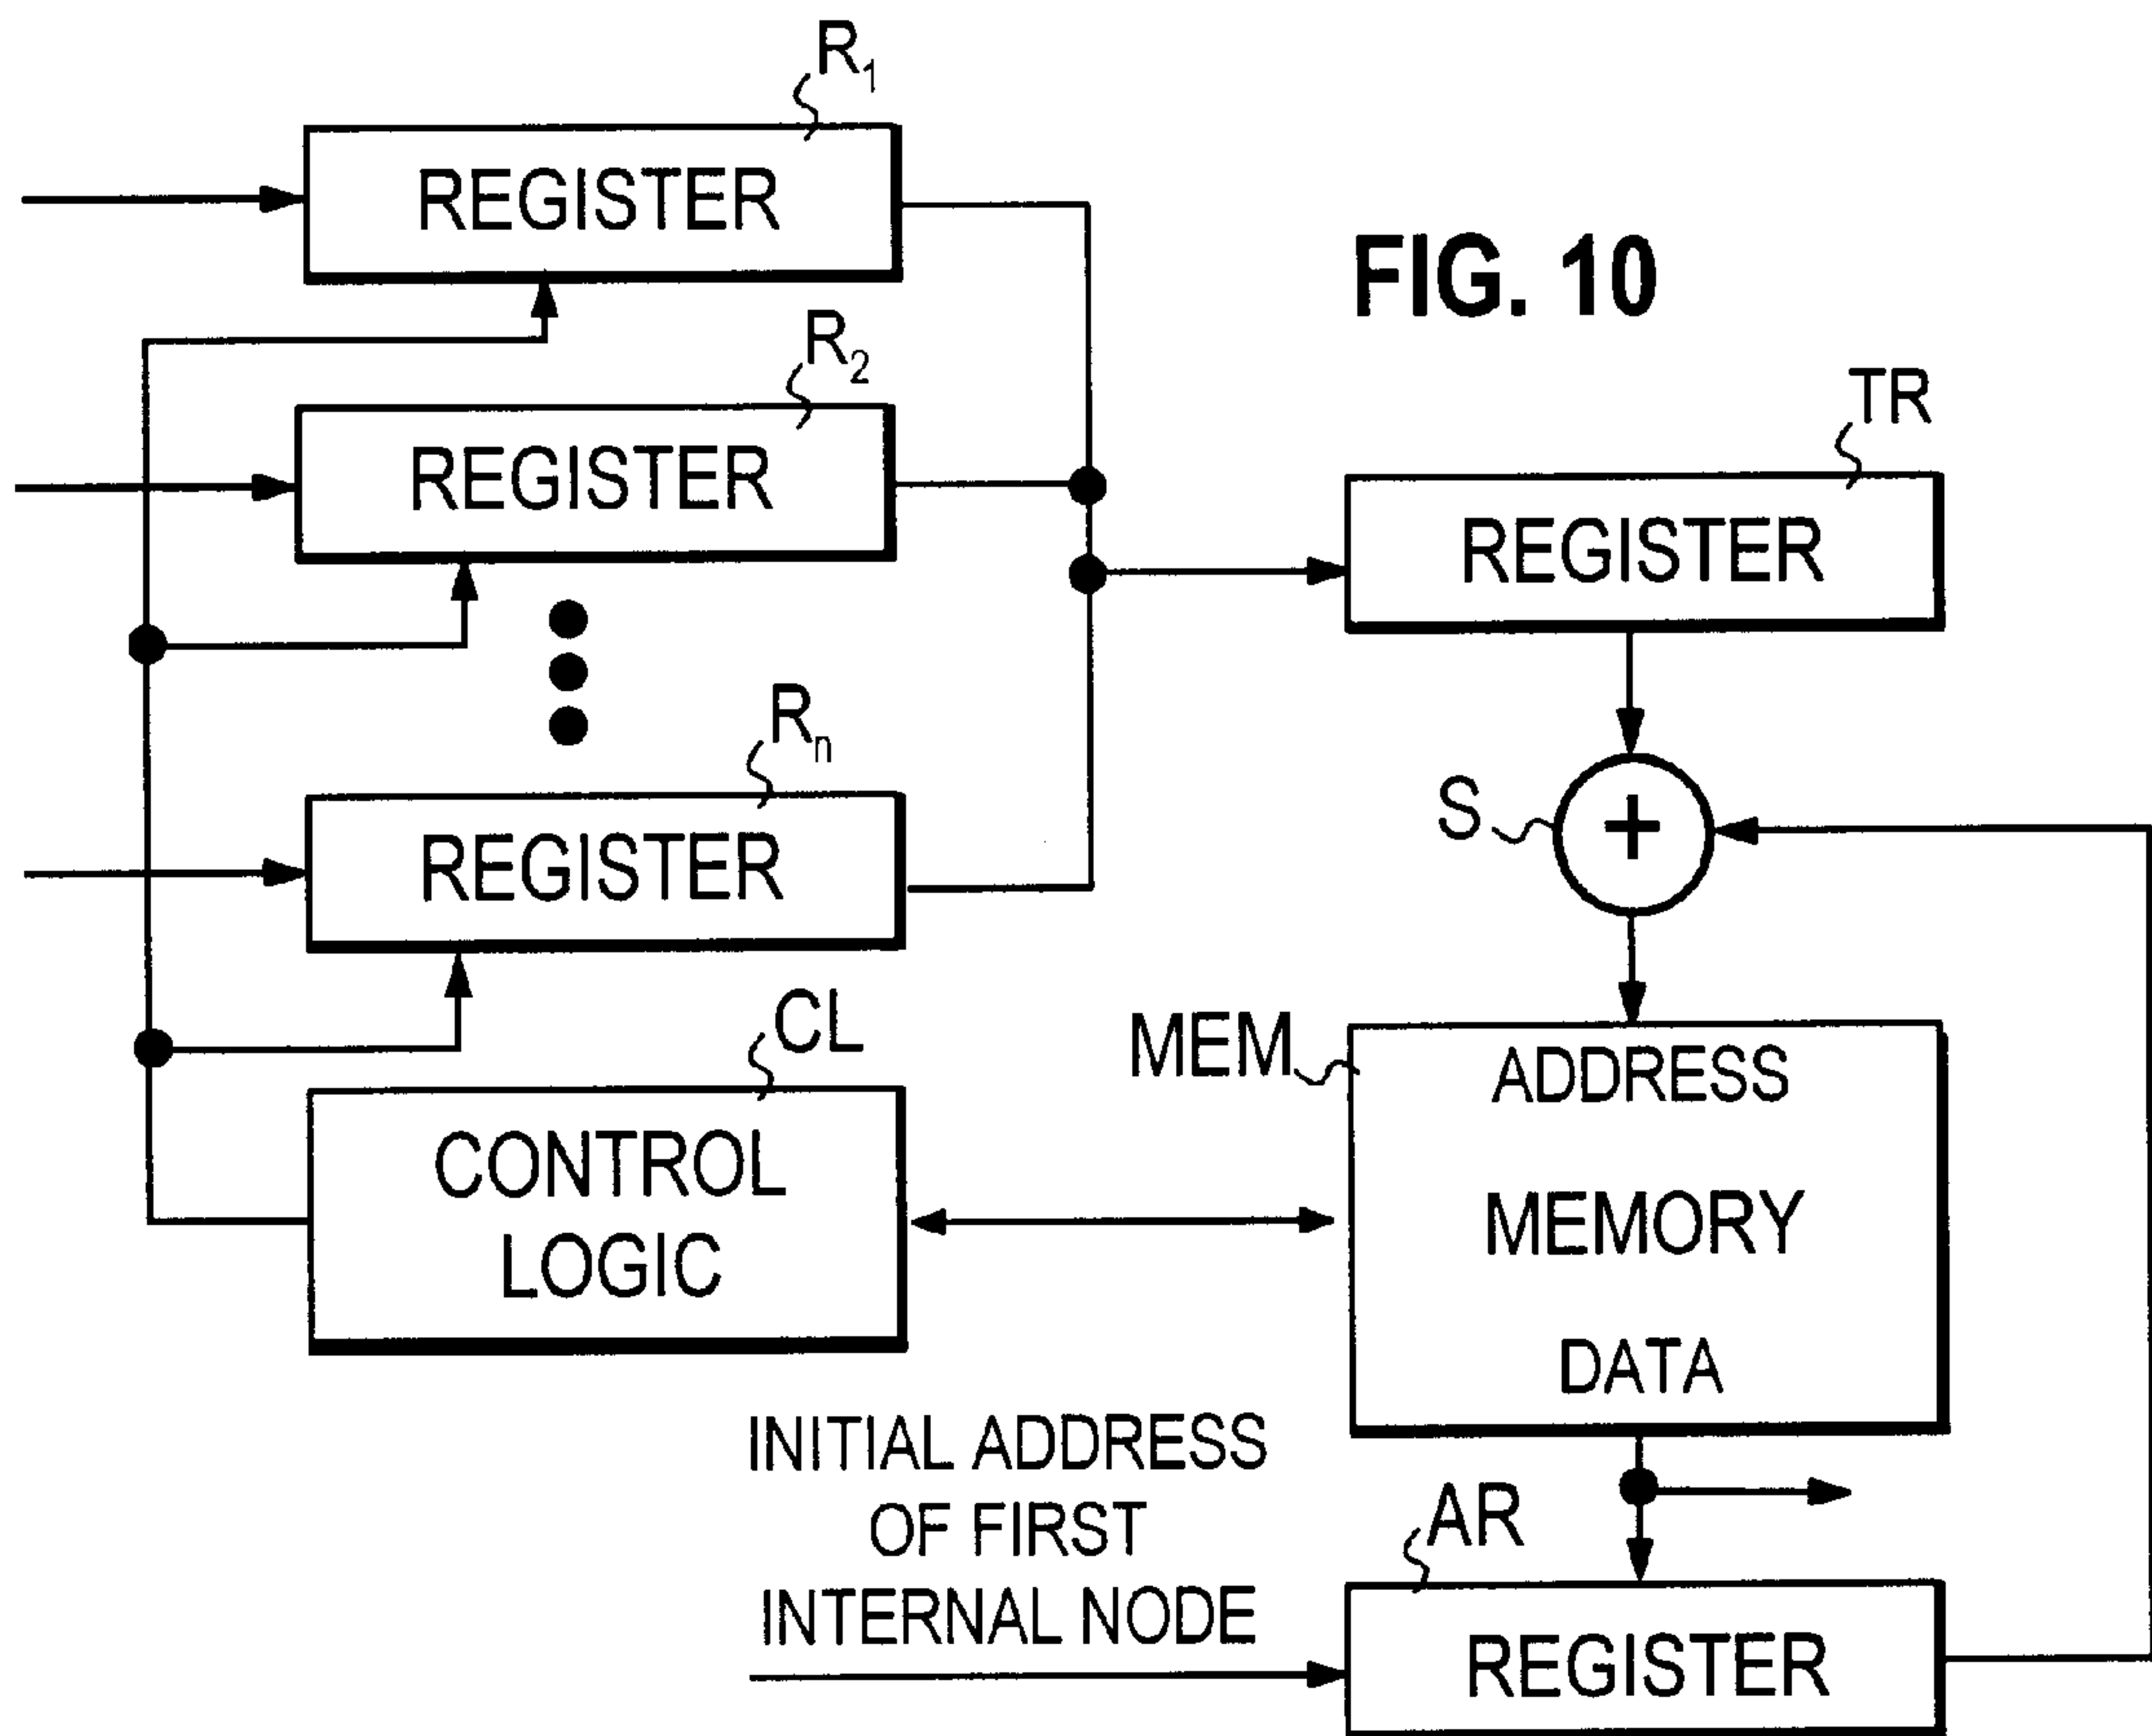 R1
REGISTER
FIG. 10
R2
REGISTER
TR
REGISTER
Rn
REGISTER
S
+
CL
CONTROL
LOGIC
MEM
ADDRESS
MEMORY
DATA
INITIAL ADDRESS
OF FIRST
INTERNAL NODE
AR
REGISTER